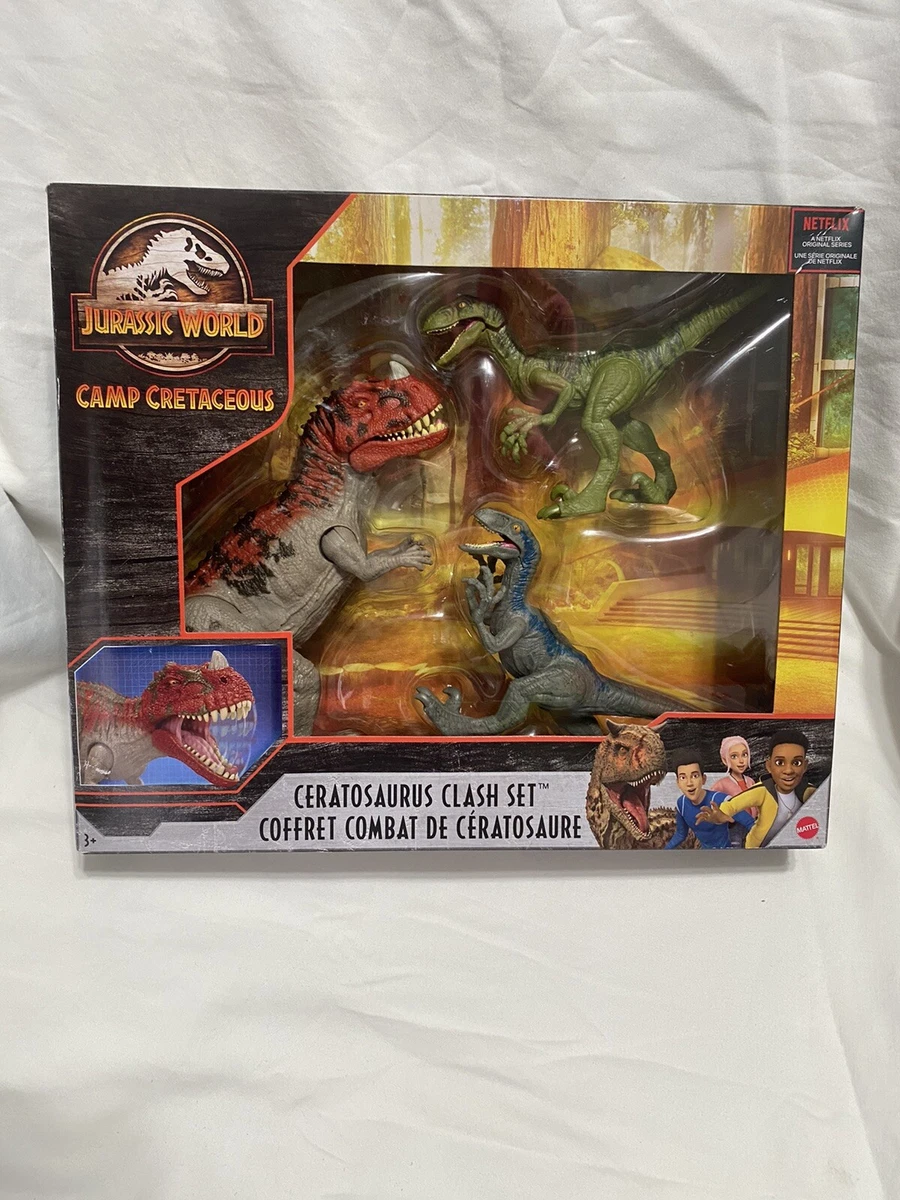 JURASSIC WORLD
CAMP CRETACEOUS
NETFLIX
A NETFLIX
ORIGINAL SERIES
UNE SÉRIE ORIGINALE
DE NETFLIX
CERATOSAURUS CLASH SET™
COFFRET COMBAT DE CÉRATOSAURE
3+
MATTEL